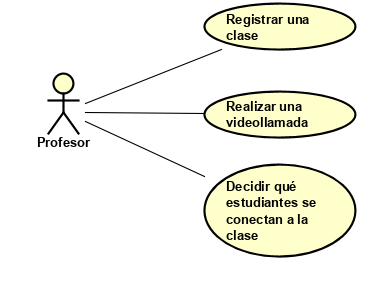 Registrar una
clase
Realizar una
videollamada
Profesor
Decidir qué
estudiantes se
conectan a la
clase